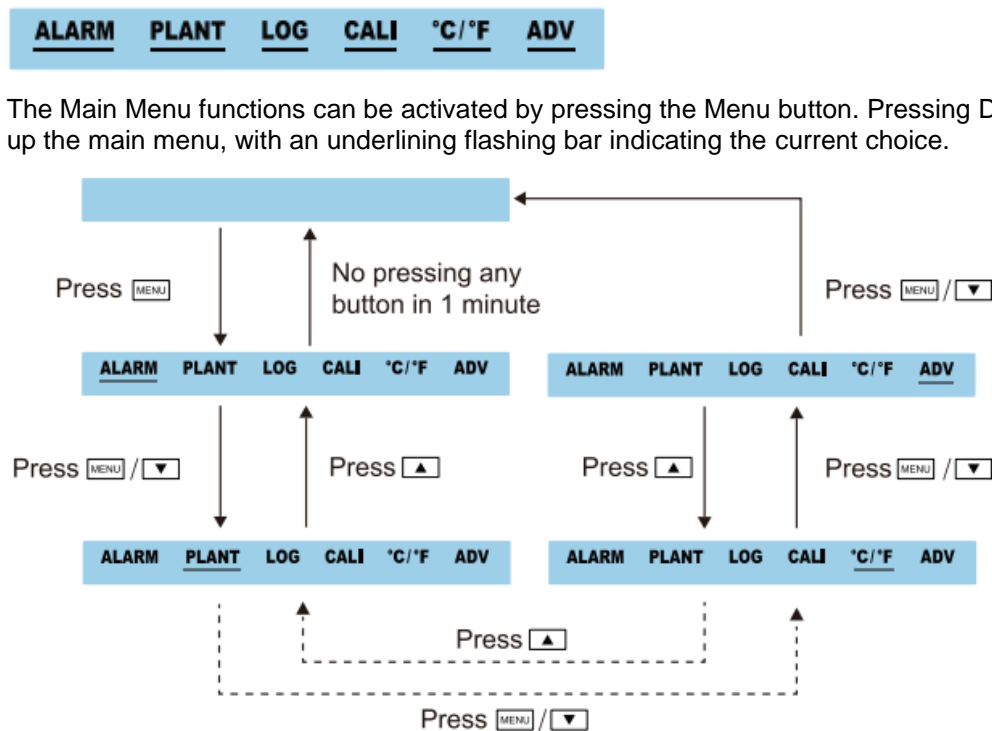 ALARM PLANT LOG CALI °C/°F ADV
The Main Menu functions can be activated by pressing the Menu button. Pressing
up the main menu, with an underlining flashing bar indicating the current choice.
Press MENU
No pressing any
button in 1 minute
Press MENU / ▼
ALARM PLANT LOG CALI °C/°F ADV
ALARM PLANT LOG CALI °C/°F ADV
Press MENU / ▼
Press ▲
Press ▲
Press MENU / ▼
ALARM PLANT LOG CALI °C/°F ADV
ALARM PLANT LOG CALI °C/°F ADV
Press ▲
Press MENU / ▼